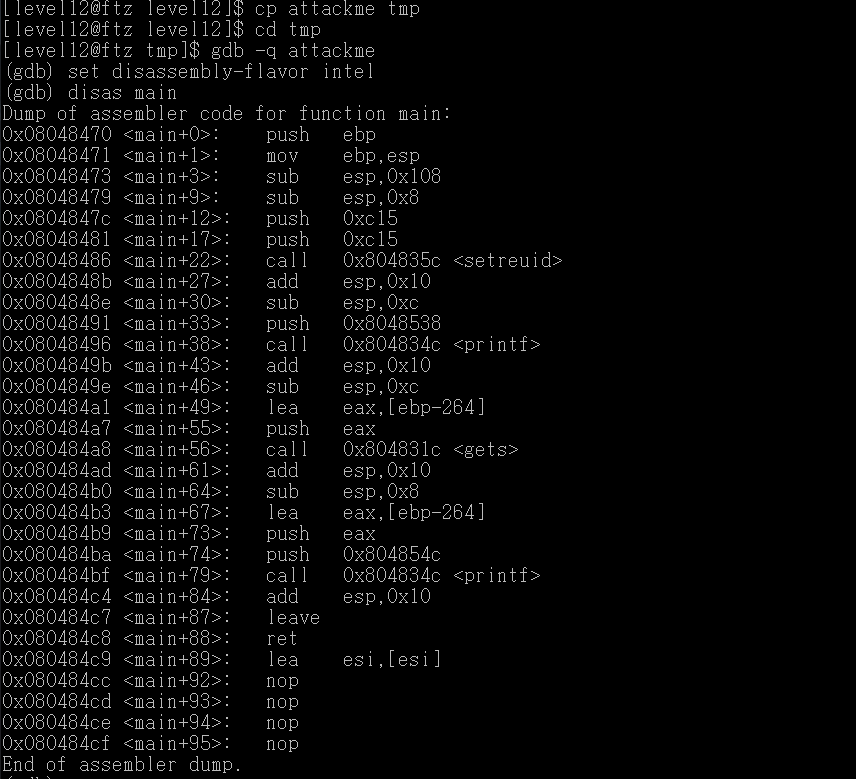 [level12@ftz level12]$ cp attackme tmp
[level12@ftz level12]$ cd tmp
[level12@ftz tmp]$ gdb -q attackme
(gdb) set disassembly-flavor intel
(gdb) disas main
Dump of assembler code for function main:
0x08048470 <main+0>:    push   ebp
0x08048471 <main+1>:    mov    ebp,esp
0x08048473 <main+3>:    sub    esp,0x108
0x08048479 <main+9>:    sub    esp,0x8
0x0804847c <main+12>:   push   0xc15
0x08048481 <main+17>:   push   0xc15
0x08048486 <main+22>:   call   0x804835c <setreuid>
0x0804848b <main+27>:   add    esp,0x10
0x0804848e <main+30>:   sub    esp,0xc
0x08048491 <main+33>:   push   0x8048538
0x08048496 <main+38>:   call   0x804834c <printf>
0x0804849b <main+43>:   add    esp,0x10
0x0804849e <main+46>:   sub    esp,0xc
0x080484a1 <main+49>:   lea    eax,[ebp-264]
0x080484a7 <main+55>:   push   eax
0x080484a8 <main+56>:   call   0x804831c <gets>
0x080484ad <main+61>:   add    esp,0x10
0x080484b0 <main+64>:   sub    esp,0x8
0x080484b3 <main+67>:   lea    eax,[ebp-264]
0x080484b9 <main+73>:   push   eax
0x080484ba <main+74>:   push   0x804854c
0x080484bf <main+79>:   call   0x804834c <printf>
0x080484c4 <main+84>:   add    esp,0x10
0x080484c7 <main+87>:   leave
0x080484c8 <main+88>:   ret
0x080484c9 <main+89>:   lea    esi,[esi]
0x080484cc <main+92>:   nop
0x080484cd <main+93>:   nop
0x080484ce <main+94>:   nop
0x080484cf <main+95>:   nop
End of assembler dump.